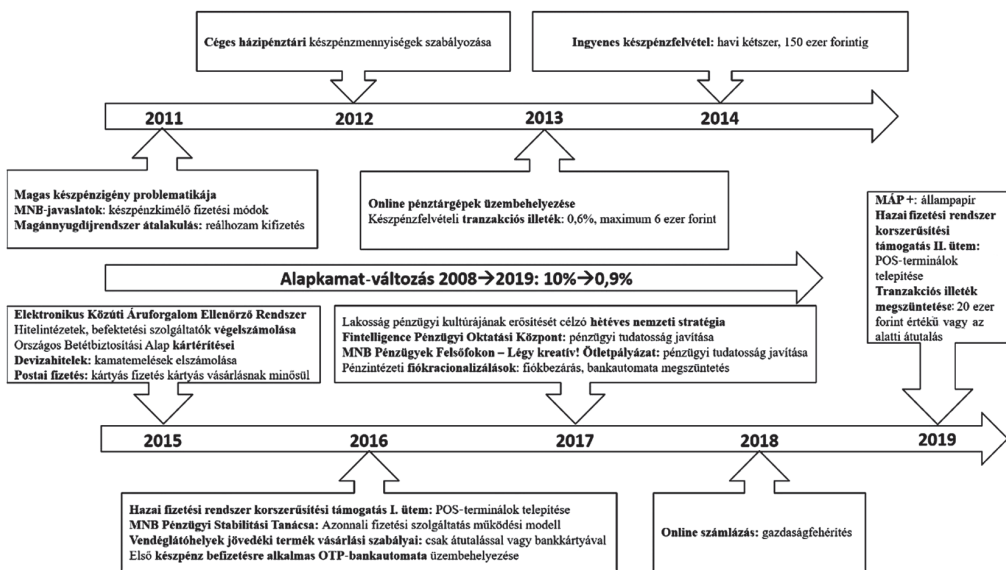 Céges házipénztári készpénzmennyiségek szabályozása
Ingyenes készpénzfelvétel: havi kétszer, 150 ezer forintig
2011
2012
2013
2014
Magas készpénzigény problematikája
MNB-javaslatok: készpénzkímélő fizetési módok
Magánnyugdíjrendszer átalakulás: reálhozam kifizetés
Online pénztárgépek üzembehelyezése
Készpénzfelvételi tranzakciós illeték: 0,6%, maximum 6 ezer forint
MÁP+: állampapír
Hazai fizetési rendszer
korszerűsítési
támogatás II. ütem:
POS-terminálok
telepítése
Tranzakciós illeték
megszüntetése: 20 ezer
forint értékű vagy az
alatti átutalás
Alapkamat-változás 2008→2019: 10%→0,9%
Elektronikus Közúti Áruforgalom Ellenőrző Rendszer
Hitelintézetek, befektetési szolgáltatók végelszámolása
Országos Betétbiztosítási Alap kártérítései
Devizahitelek: kamatemelések elszámolása
Postai fizetés: kártyás fizetés kártyás vásárlásnak minősül
Lakosság pénzügyi kultúrájának erősítését célzó hétéves nemzeti stratégia
Fintelligence Pénzügyi Oktatási Központ: pénzügyi tudatosság javítása
MNB Pénzügyek Felsőfokon – Légy kreatív! Ötletpályázat: pénzügyi tudatosság javítása
Pénzintézeti fiókracionalizálások: fiókbezárás, bankautomata megszüntetés
2015
2016
2017
2018
2019
Hazai fizetési rendszer korszerűsítési támogatás I. ütem: POS-terminálok telepítése
MNB Pénzügyi Stabilitási Tanácsa: Azonnali fizetési szolgáltatás működési modell
Vendéglátóhelyek jövedéki termék vásárlási szabályai: csak átutalással vagy bankkártyával
Első készpénz befizetésre alkalmas OTP-bankautomata üzembehelyezése
Online számlázás: gazdaságfehérítés